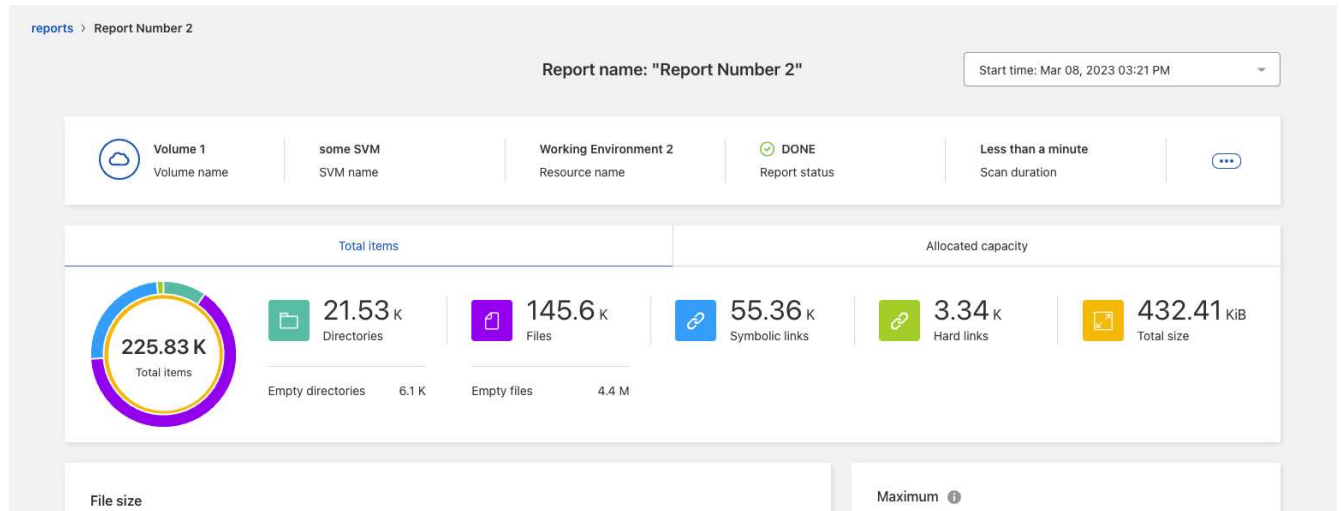 reports > Report Number 2
Report name: "Report Number 2"
Start time: Mar 08, 2023 03:21 PM
Volume 1
Volume name
some SVM
SVM name
Working Environment 2
Resource name
DONE
Report status
Less than a minute
Scan duration
Total items
Allocated capacity
225.83 K
Total items
21.53 K
Directories
Empty directories 6.1 K
145.6 K
Files
Empty files 4.4 M
55.36 K
Symbolic links
3.34 K
Hard links
432.41 KiB
Total size
File size
Maximum